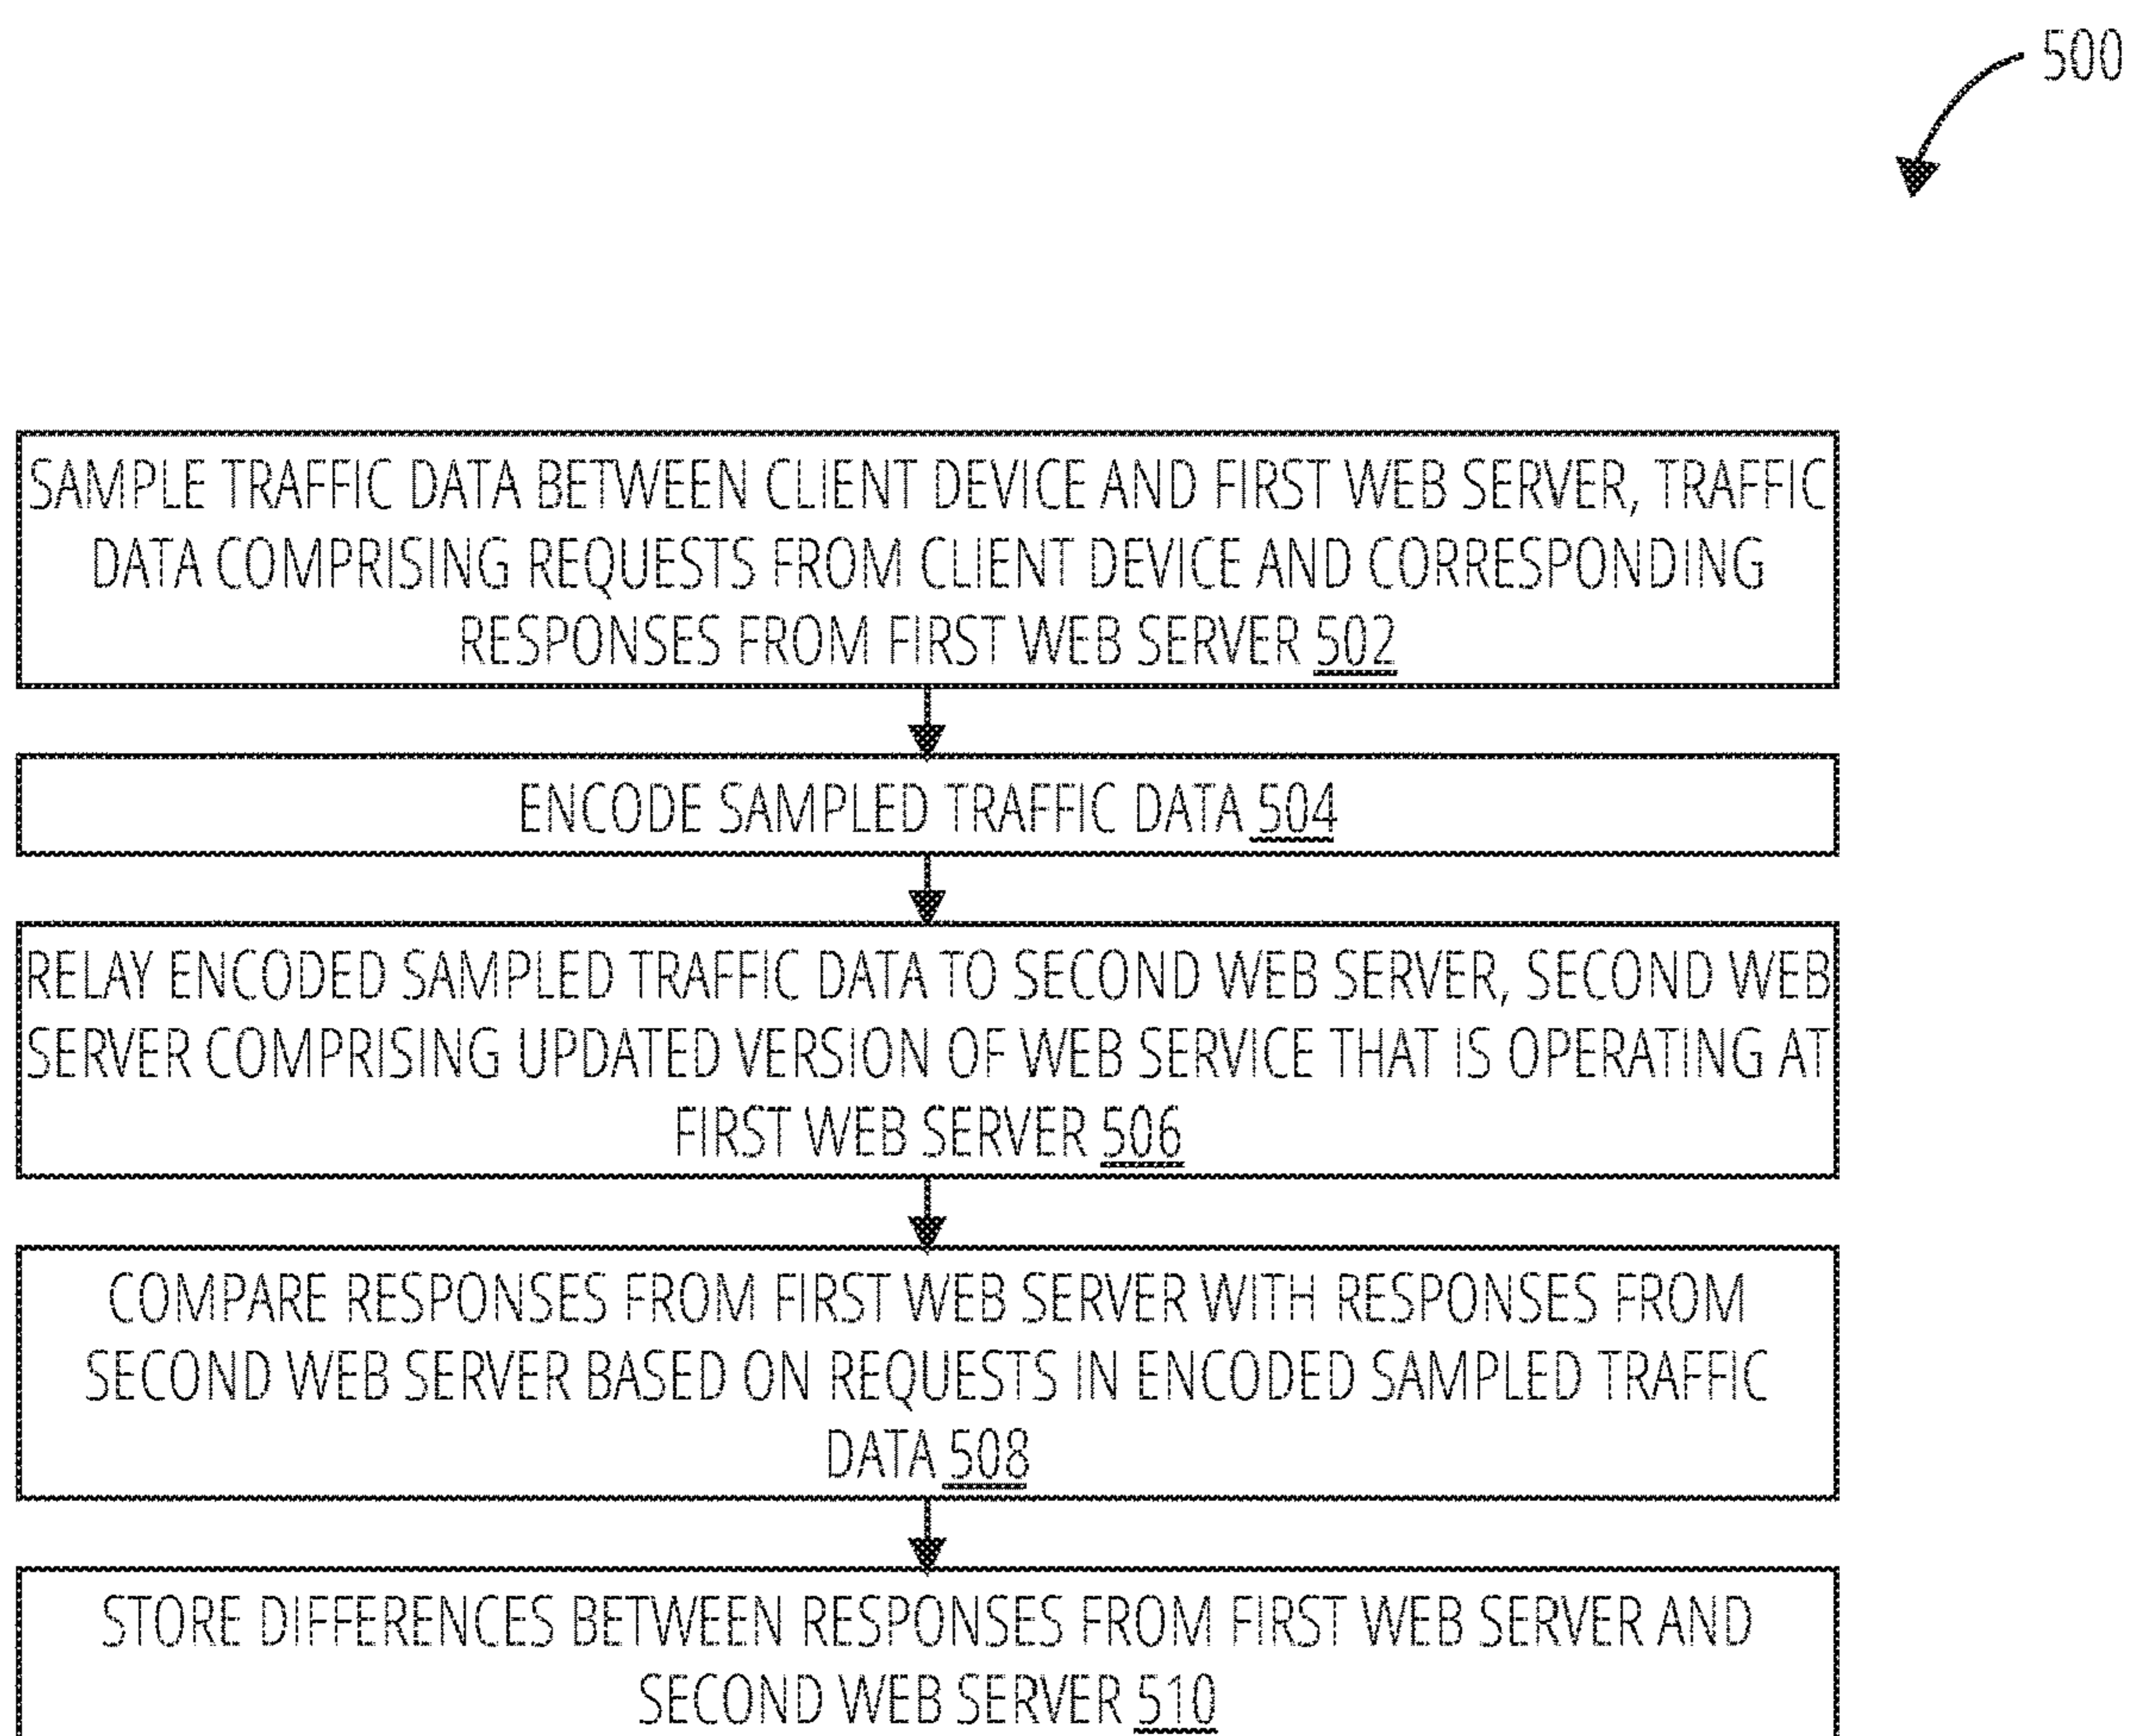 500
SAMPLE TRAFFIC DATA BETWEEN CLIENT DEVICE AND FIRST WEB SERVER, TRAFFIC
DATA COMPRISING REQUESTS FROM CLIENT DEVICE AND CORRESPONDING
RESPONSES FROM FIRST WEB SERVER 502
ENCODE SAMPLED TRAFFIC DATA 504
RELAY ENCODED SAMPLED TRAFFIC DATA TO SECOND WEB SERVER, SECOND WEB
SERVER COMPRISING UPDATED VERSION OF WEB SERVICE THAT IS OPERATING AT
FIRST WEB SERVER 506
COMPARE RESPONSES FROM FIRST WEB SERVER WITH RESPONSES FROM
SECOND WEB SERVER BASED ON REQUESTS IN ENCODED SAMPLED TRAFFIC
DATA 508
STORE DIFFERENCES BETWEEN RESPONSES FROM FIRST WEB SERVER AND
SECOND WEB SERVER 510